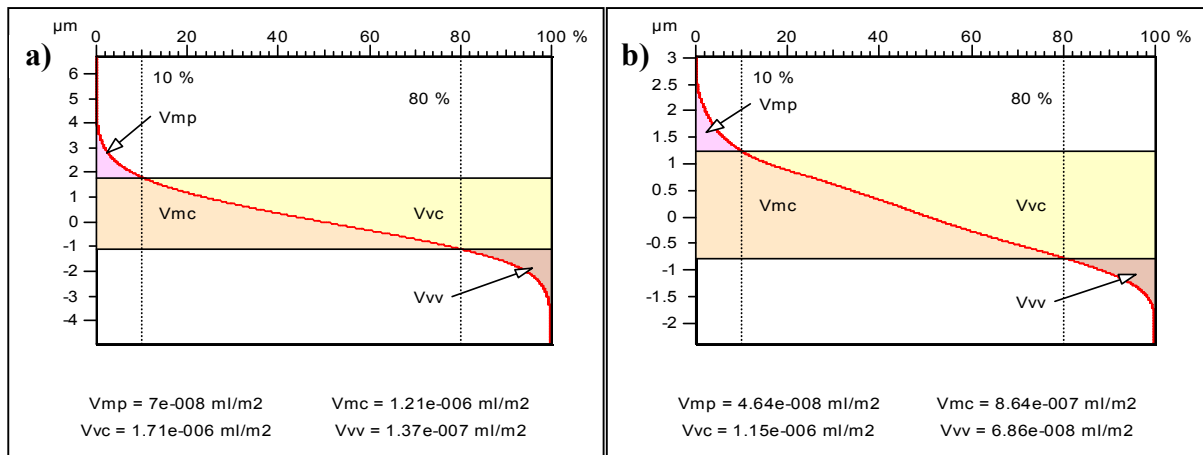 µm
0 20 40 60 80 100 %
a)
6
5
4
3
2
1
0
-1
-2
-3
-4
10 %
80 %
Vmp
Vmc
Vvc
Vvv
Vmp = 7e-008 ml/m2 Vmc = 1.21e-006 ml/m2
Vvc = 1.71e-006 ml/m2 Vvv = 1.37e-007 ml/m2
µm
0 20 40 60 80 100 %
b)
3
2.5
2
1.5
1
0.5
0
-0.5
-1
-1.5
-2
10 %
80 %
Vmp
Vmc
Vvc
Vvv
Vmp = 4.64e-008 ml/m2 Vmc = 8.64e-007 ml/m2
Vvc = 1.15e-006 ml/m2 Vvv = 6.86e-008 ml/m2